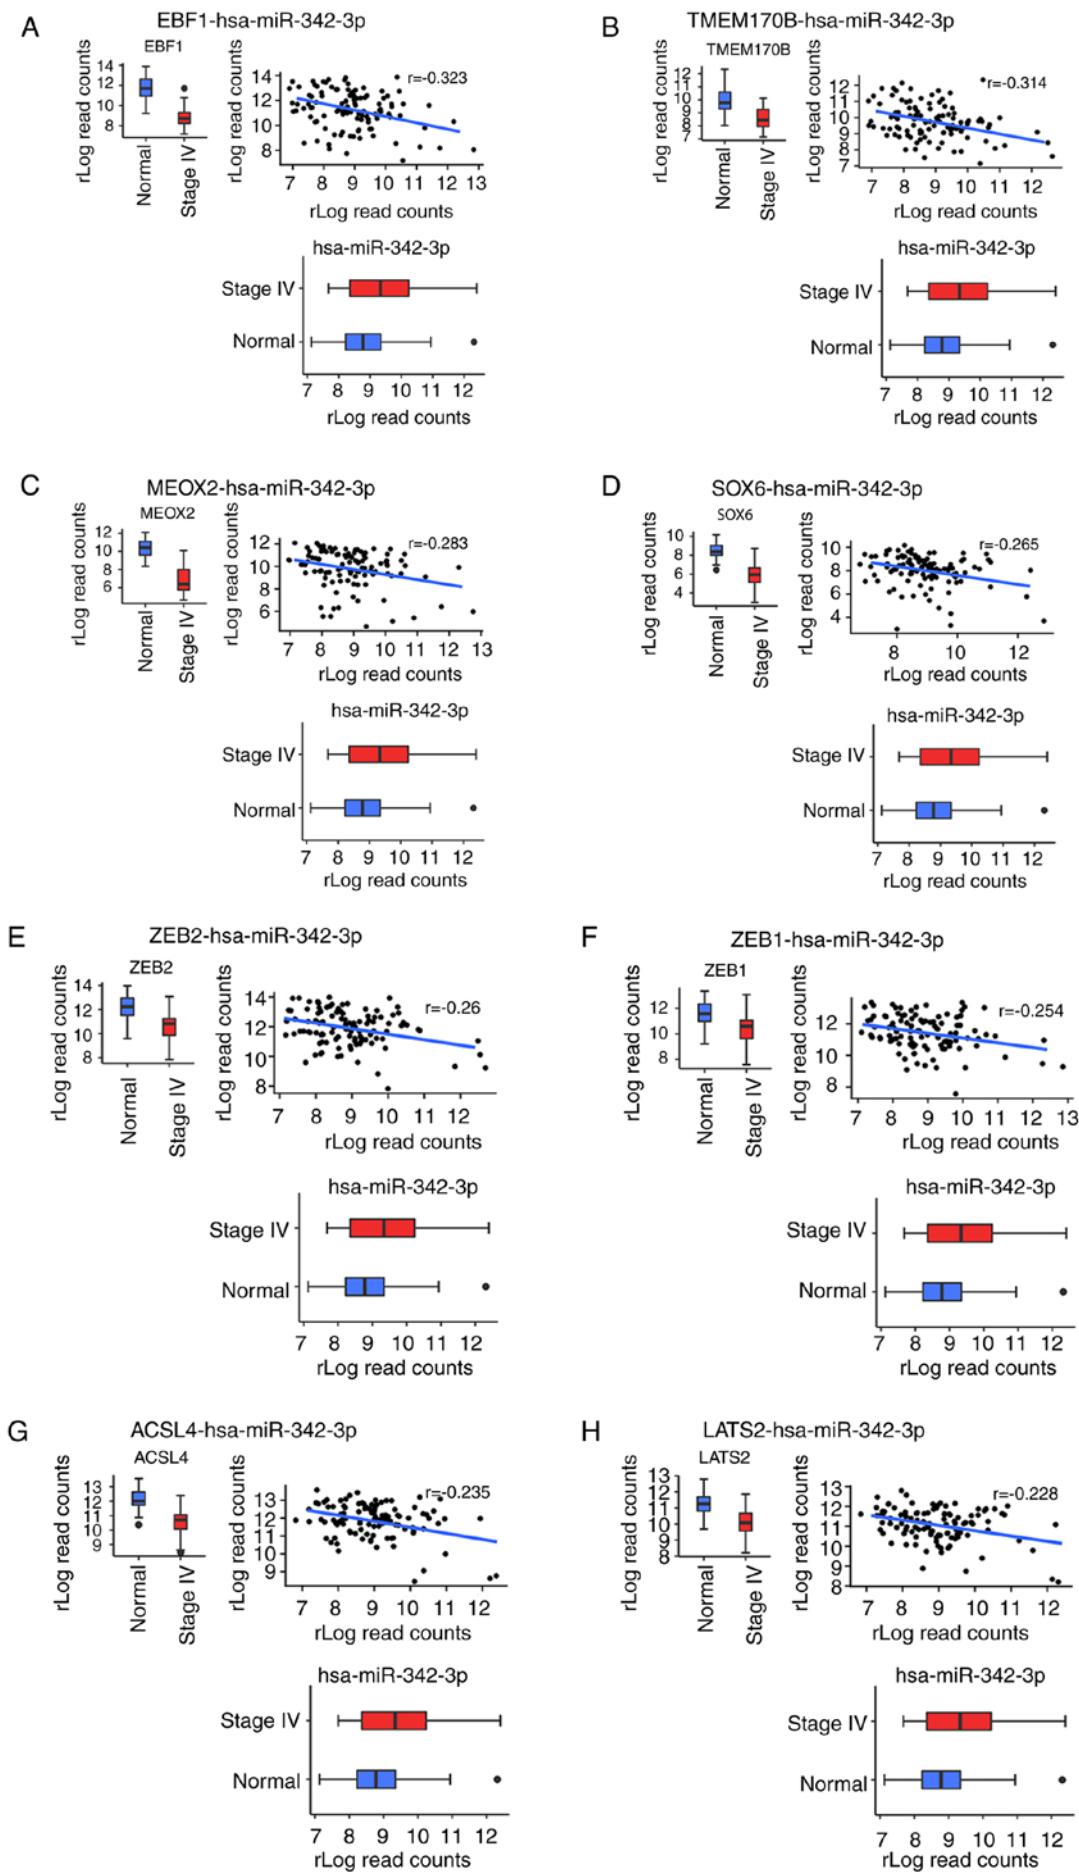 A
EBF1-hsa-miR-342-3p
EBF1
rLog read counts
14
12
10
8
Normal
Stage IV
rLog read counts
14
12
10
8
r=-0.323
7 8 9 10 11 12 13
rLog read counts
hsa-miR-342-3p
Stage IV
Normal
7 8 9 10 11 12
rLog read counts
B
TMEM170B-hsa-miR-342-3p
TMEM170B
rLog read counts
12
10
9
8
7
Normal
Stage IV
rLog read counts
12
11
10
9
8
7
r=-0.314
7 8 9 10 11 12
rLog read counts
hsa-miR-342-3p
Stage IV
Normal
7 8 9 10 11 12
rLog read counts
C
MEOX2-hsa-miR-342-3p
MEOX2
rLog read counts
12
10
8
6
Normal
Stage IV
rLog read counts
12
10
8
6
r=-0.283
7 8 9 10 11 12 13
rLog read counts
hsa-miR-342-3p
Stage IV
Normal
7 8 9 10 11 12
rLog read counts
D
SOX6-hsa-miR-342-3p
SOX6
rLog read counts
10
8
6
4
Normal
Stage IV
rLog read counts
10
8
6
4
r=-0.265
8 10 12
rLog read counts
hsa-miR-342-3p
Stage IV
Normal
7 8 9 10 11 12
rLog read counts
E
ZEB2-hsa-miR-342-3p
ZEB2
rLog read counts
14
12
10
8
Normal
Stage IV
rLog read counts
14
12
10
8
r=-0.26
7 8 9 10 11 12
rLog read counts
hsa-miR-342-3p
Stage IV
Normal
7 8 9 10 11 12
rLog read counts
F
ZEB1-hsa-miR-342-3p
ZEB1
rLog read counts
12
10
8
Normal
Stage IV
rLog read counts
12
10
8
r=-0.254
7 8 9 10 11 12 13
rLog read counts
hsa-miR-342-3p
Stage IV
Normal
7 8 9 10 11 12
rLog read counts
G
ACSL4-hsa-miR-342-3p
ACSL4
rLog read counts
13
12
11
10
9
Normal
Stage IV
rLog read counts
13
12
11
10
9
r=-0.235
7 8 9 10 11 12
rLog read counts
hsa-miR-342-3p
Stage IV
Normal
7 8 9 10 11 12
rLog read counts
H
LATS2-hsa-miR-342-3p
LATS2
rLog read counts
13
12
11
10
9
8
Normal
Stage IV
rLog read counts
13
12
11
10
9
8
r=-0.228
7 8 9 10 11 12
rLog read counts
hsa-miR-342-3p
Stage IV
Normal
7 8 9 10 11 12
rLog read counts